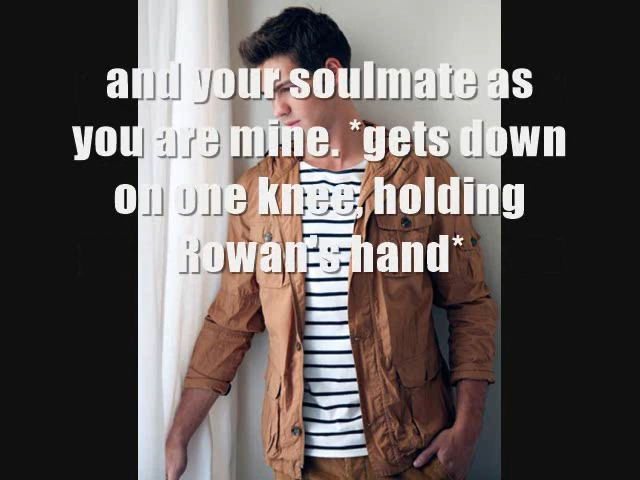 and your soulmate as
you are mine. *gets down
on one knee, holding
Rowan's hand*